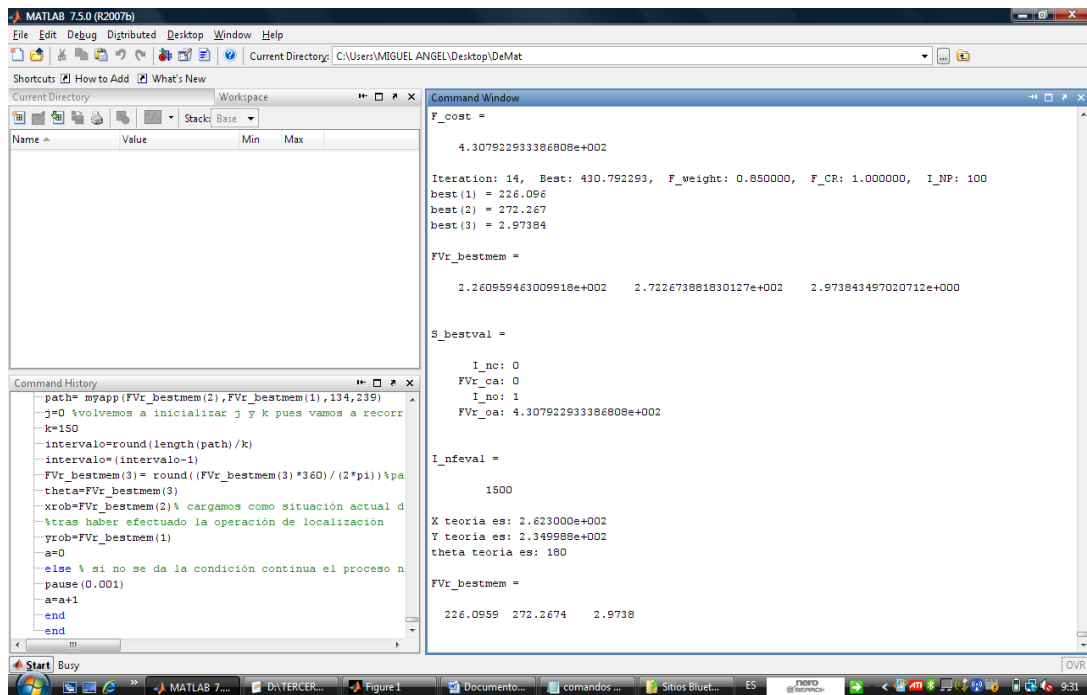 MATLAB 7.5.0 (R2007b)
File Edit Debug Distributed Desktop Window Help
Current Directory: C:\Users\MIGUEL ANGEL\Desktop\DeMat
Shortcuts How to Add What's New
Current Directory Workspace
Stack: Base
Name Value Min Max
Command History
path= myapp(FVr_bestmem(2),FVr_bestmem(1),134,239)
j=0 %volvemos a inicializar j y k pues vamos a recorr
k=150
intervalo=round(length(path)/k)
intervalo=(intervalo-1)
FVr_bestmem(3)= round((FVr_bestmem(3)*360)/(2*pi))%pa
theta=FVr_bestmem(3)
xrob=FVr_bestmem(2)% cargamos como situación actual d
%tras haber efectuado la operación de localización
yrob=FVr_bestmem(1)
a=0
else % si no se da la condición continua el proceso n
pause(0.001)
a=a+1
end
end
Command Window
F_cost =
4.307922933386808e+002
Iteration: 14, Best: 430.792293, F_weight: 0.850000, F_CR: 1.000000, I_NP: 100
best(1) = 226.096
best(2) = 272.267
best(3) = 2.97384
FVr_bestmem =
2.260959463009918e+002 2.722673881830127e+002 2.973843497020712e+000
S_bestval =
I_nc: 0
FVr_ca: 0
I_no: 1
FVr_oa: 4.307922933386808e+002
I_nfeval =
1500
X teoria es: 2.623000e+002
Y teoria es: 2.349988e+002
theta teoria es: 180
FVr_bestmem =
226.0959 272.2674 2.9738
Start Busy
OVR
MATLAB 7.... D:\TERCER... Figure 1 Documento... comandos ... Sitios Bluet... ES nero SEARCH 9:31